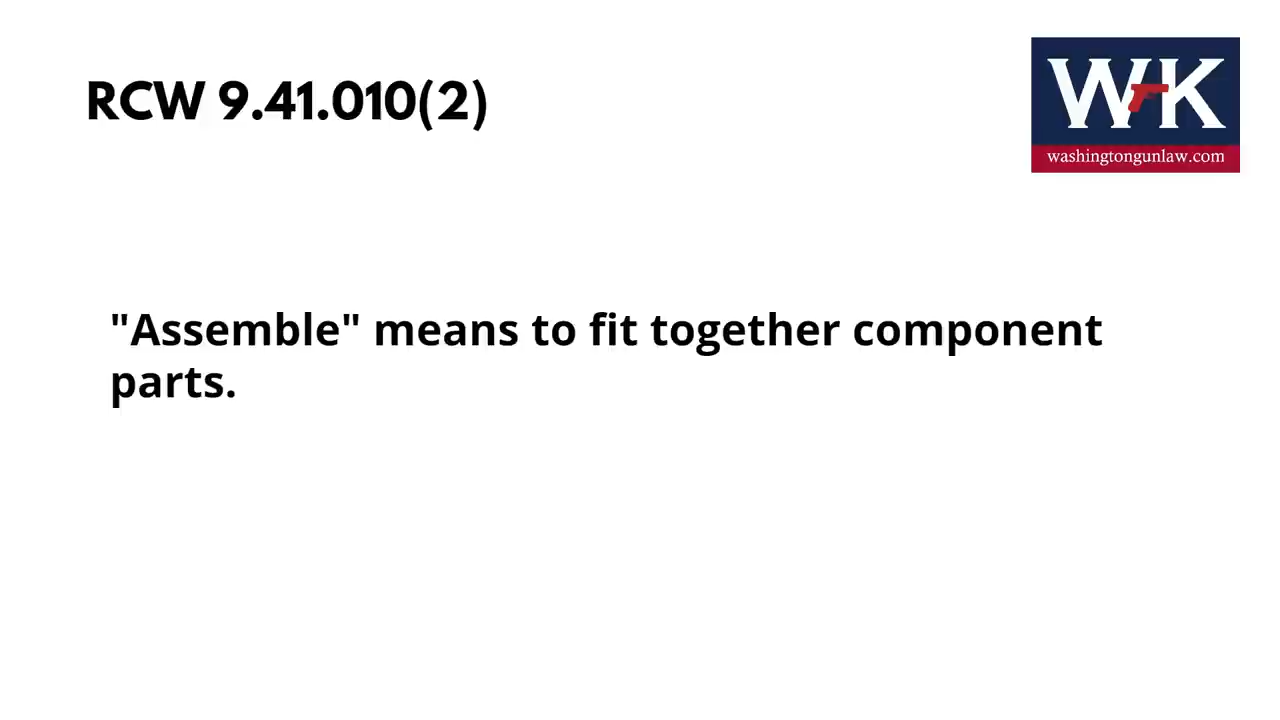 RCW 9.41.010(2)
WK
washingtongunlaw.com
"Assemble" means to fit together component
parts.